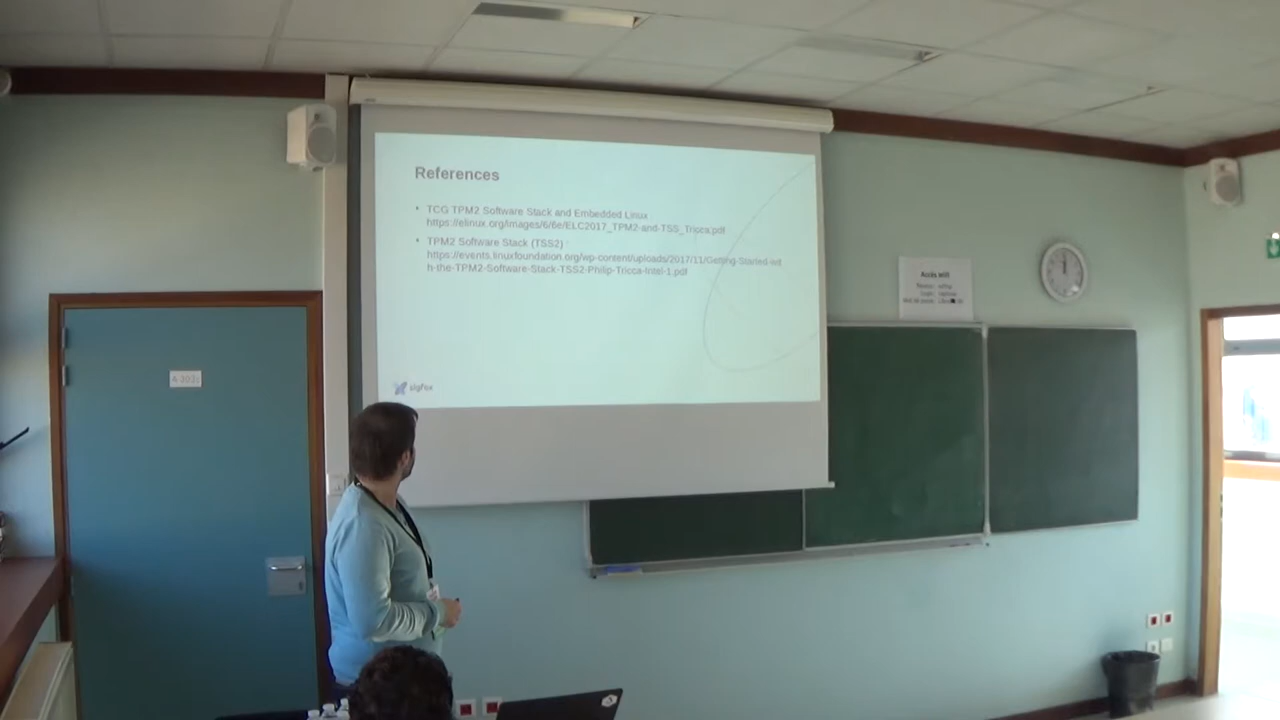 References
• TCG TPM2 Software Stack and Embedded Linux
https://elinux.org/images/6/6e/ELC2017_TPM2-and-TSS_Tricca.pdf
• TPM2 Software Stack (TSS2)
https://events.linuxfoundation.org/wp-content/uploads/2017/11/Getting-Started-wit
h-the-TPM2-Software-Stack-TSS2-Philip-Tricca-Intel-1.pdf
sigfox
Accès wifi